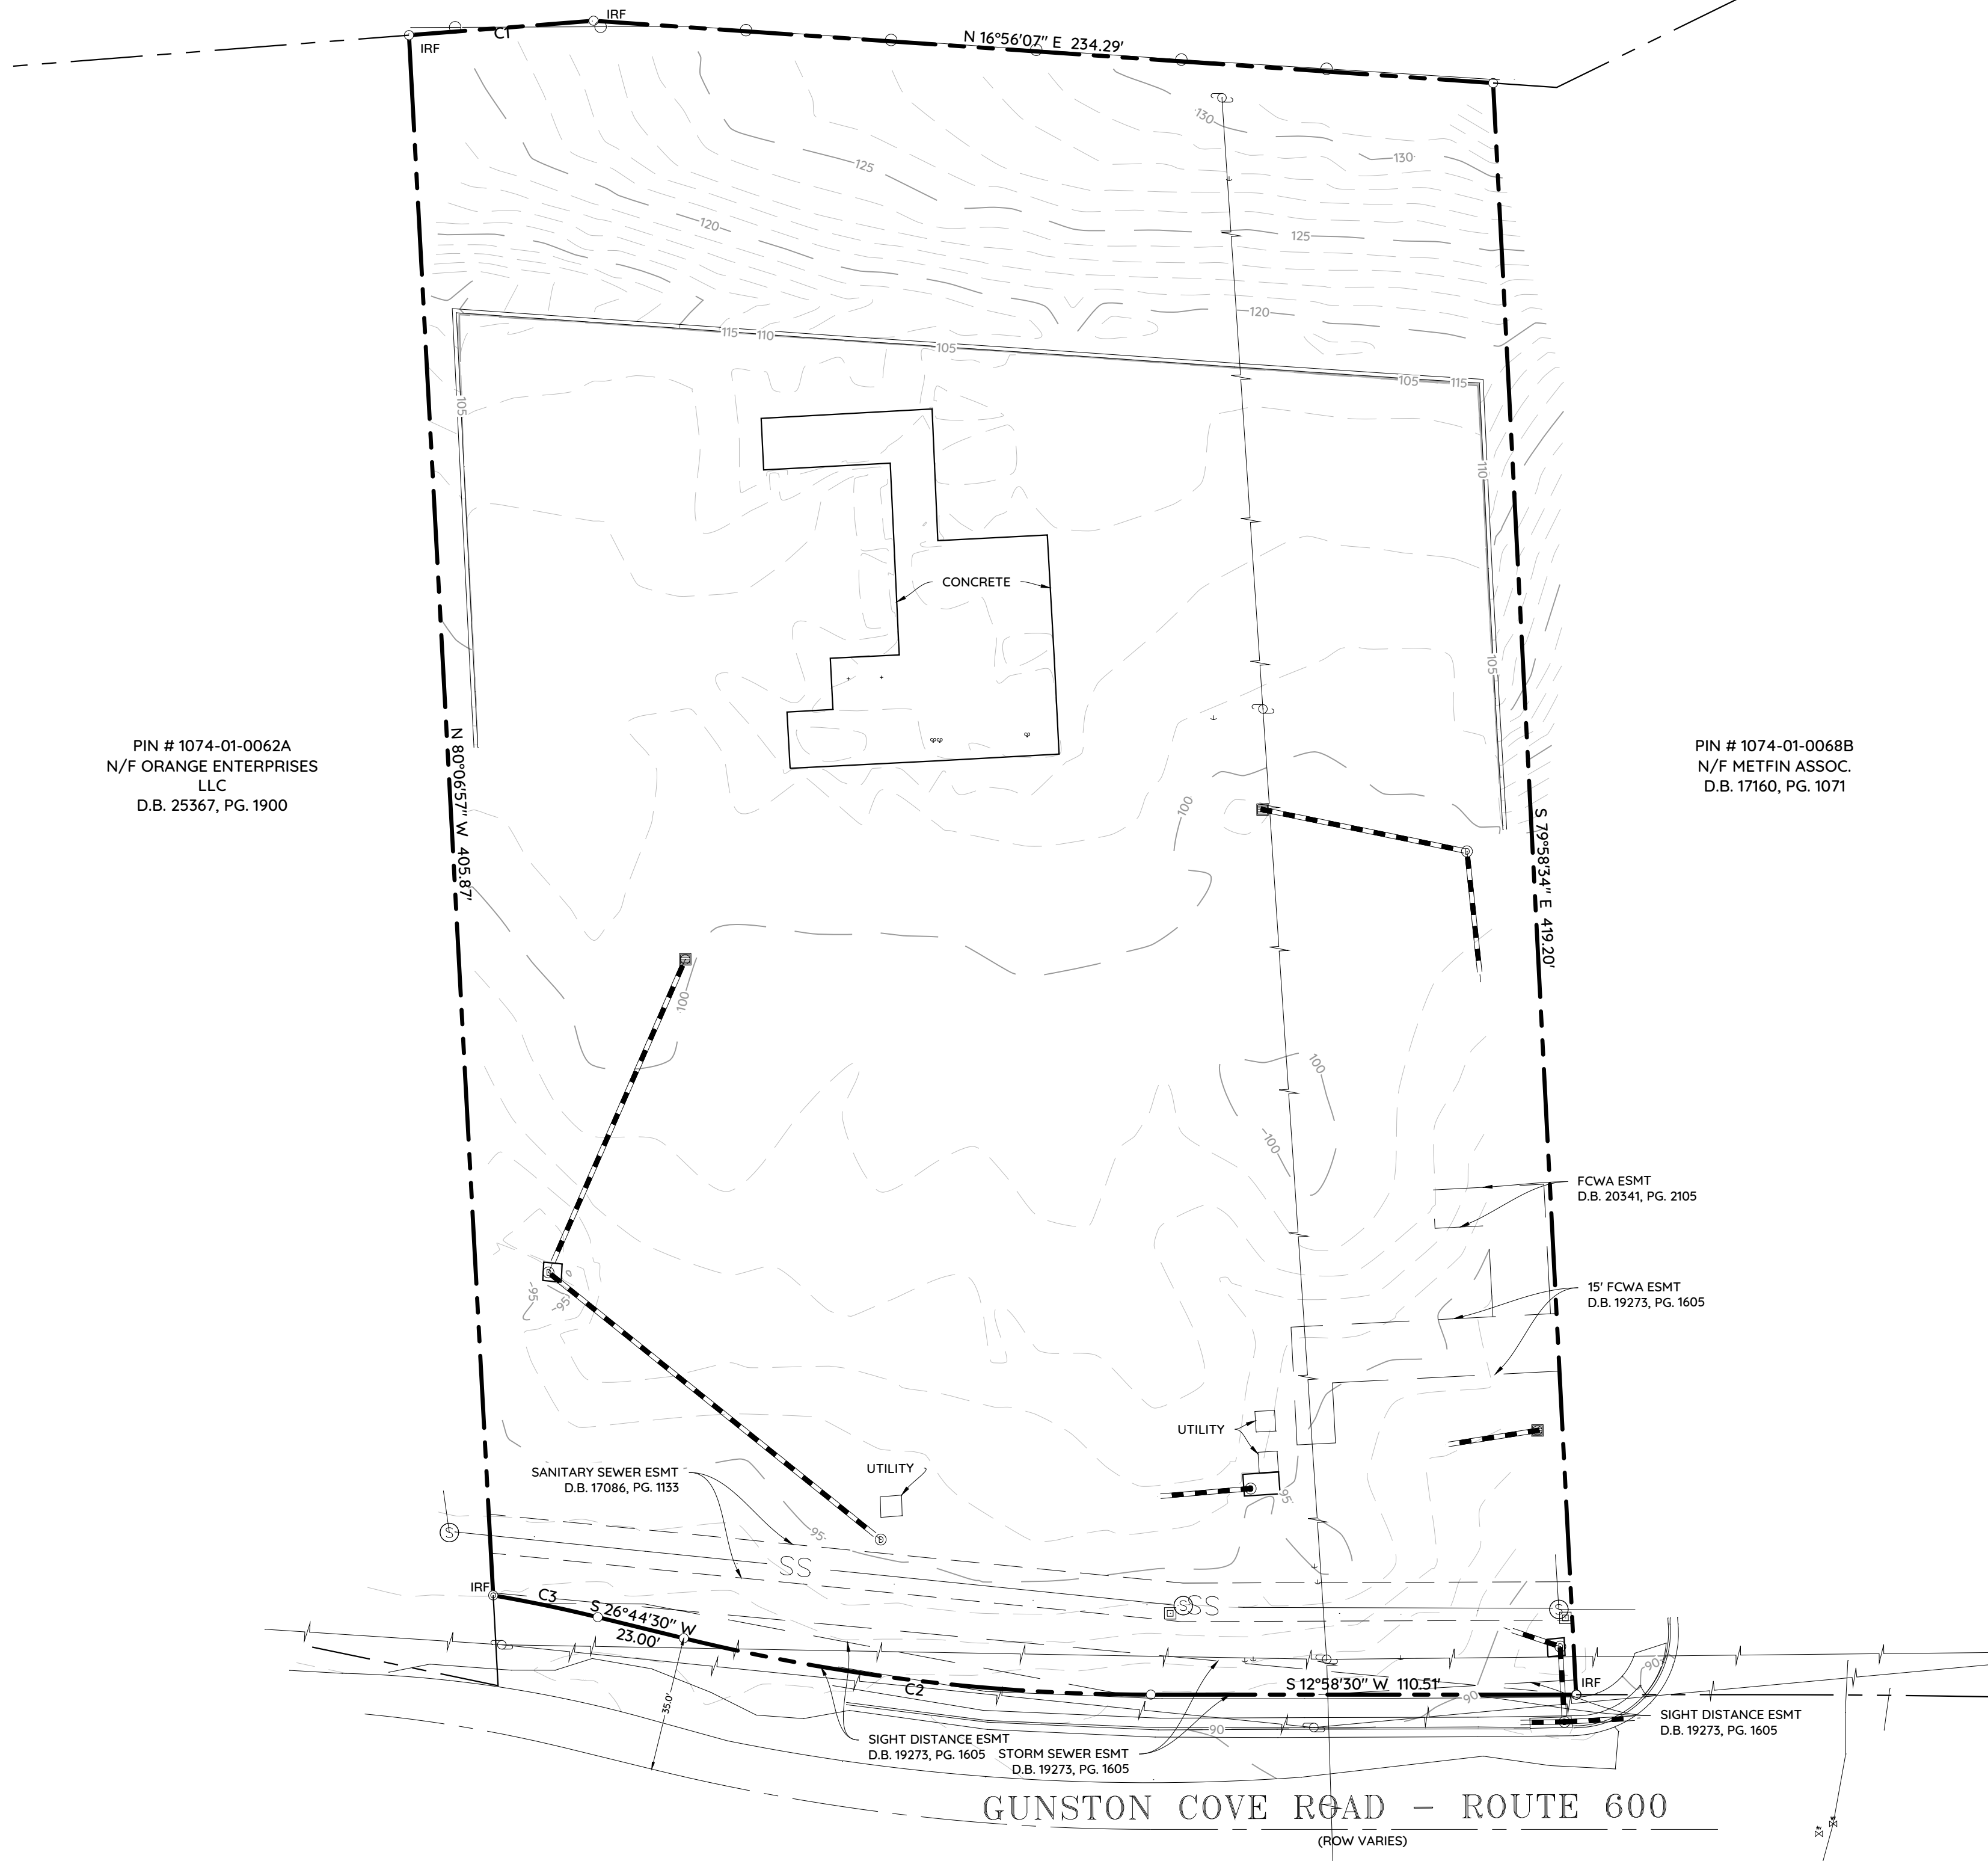 IRF
IRF
C1
N 16°56'07" E 234.29'
130
130
125
120
125
120
115
110
105
105
115
105
110
105
CONCRETE
PIN # 1074-01-0062A
N/F ORANGE ENTERPRISES
LLC
D.B. 25367, PG. 1900
PIN # 1074-01-0068B
N/F METFIN ASSOC.
D.B. 17160, PG. 1071
N 80°06'57" W 405.87'
S 79°58'34" E 419.20'
100
100
100
100
FCWA ESMT
D.B. 20341, PG. 2105
15' FCWA ESMT
D.B. 19273, PG. 1605
D
D
95
95
UTILITY
UTILITY
SANITARY SEWER ESMT
D.B. 17086, PG. 1133
95
95
S
D
SS
S
SS
S
IRF
C3
S 26°44'30" W
23.00'
35.0'
C2
S 12°58'30" W 110.51'
90
IRF
90
90
SIGHT DISTANCE ESMT
D.B. 19273, PG. 1605
STORM SEWER ESMT
D.B. 19273, PG. 1605
SIGHT DISTANCE ESMT
D.B. 19273, PG. 1605
GUNSTON COVE ROAD - ROUTE 600
(ROW VARIES)